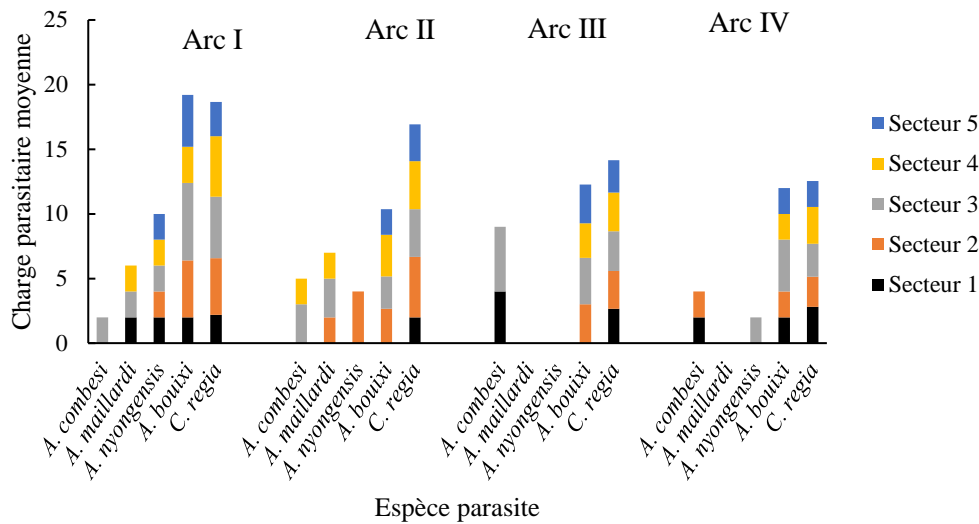 Arc I
Arc II
Arc III
Arc IV
Charge parasitaire moyenne
25
20
15
10
5
0
Secteur 5
Secteur 4
Secteur 3
Secteur 2
Secteur 1
A. combesi
A. maillardi
A. nyongensis
A. bouixi
C. regia
A. combesi
A. maillardi
A. nyongensis
A. bouixi
C. regia
A. combesi
A. maillardi
A. nyongensis
A. bouixi
C. regia
A. combesi
A. maillardi
A. nyongensis
A. bouixi
C. regia
Espèce parasite